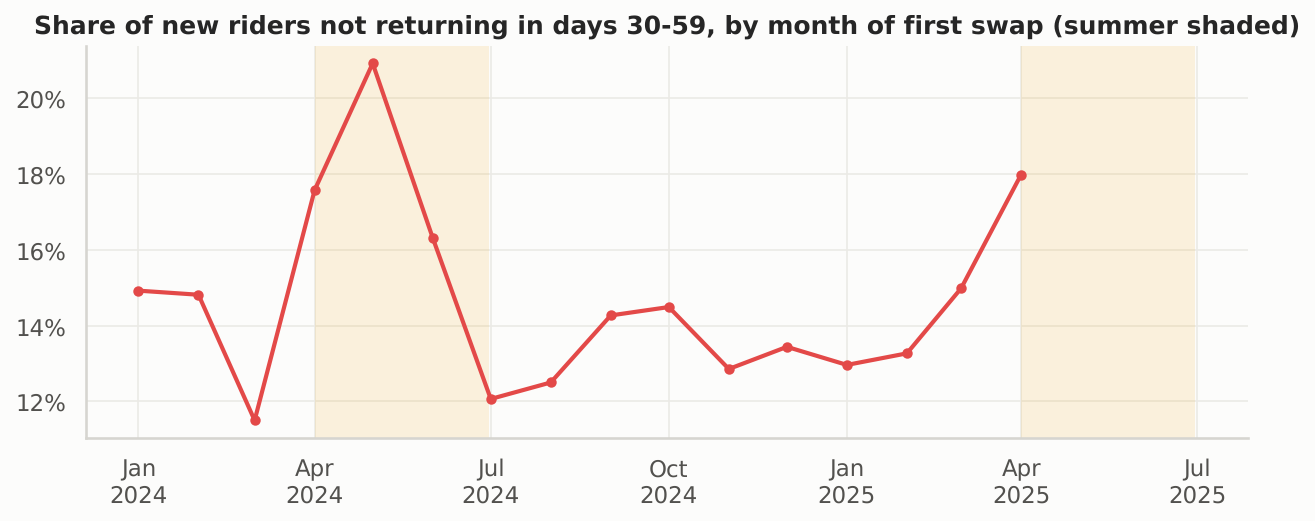 Share of new riders not returning in days 30-59, by month of first swap (summer shaded)
20%
18%
16%
14%
12%
Jan
2024
Apr
2024
Jul
2024
Oct
2024
Jan
2025
Apr
2025
Jul
2025